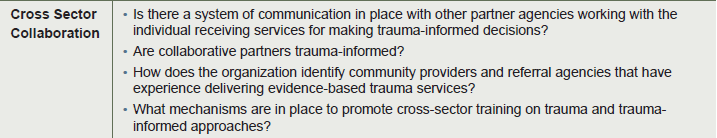 Cross Sector
Collaboration
• Is there a system of communication in place with other partner agencies working with the
individual receiving services for making trauma-informed decisions?
• Are collaborative partners trauma-informed?
• How does the organization identify community providers and referral agencies that have
experience delivering evidence-based trauma services?
• What mechanisms are in place to promote cross-sector training on trauma and trauma-
informed approaches?